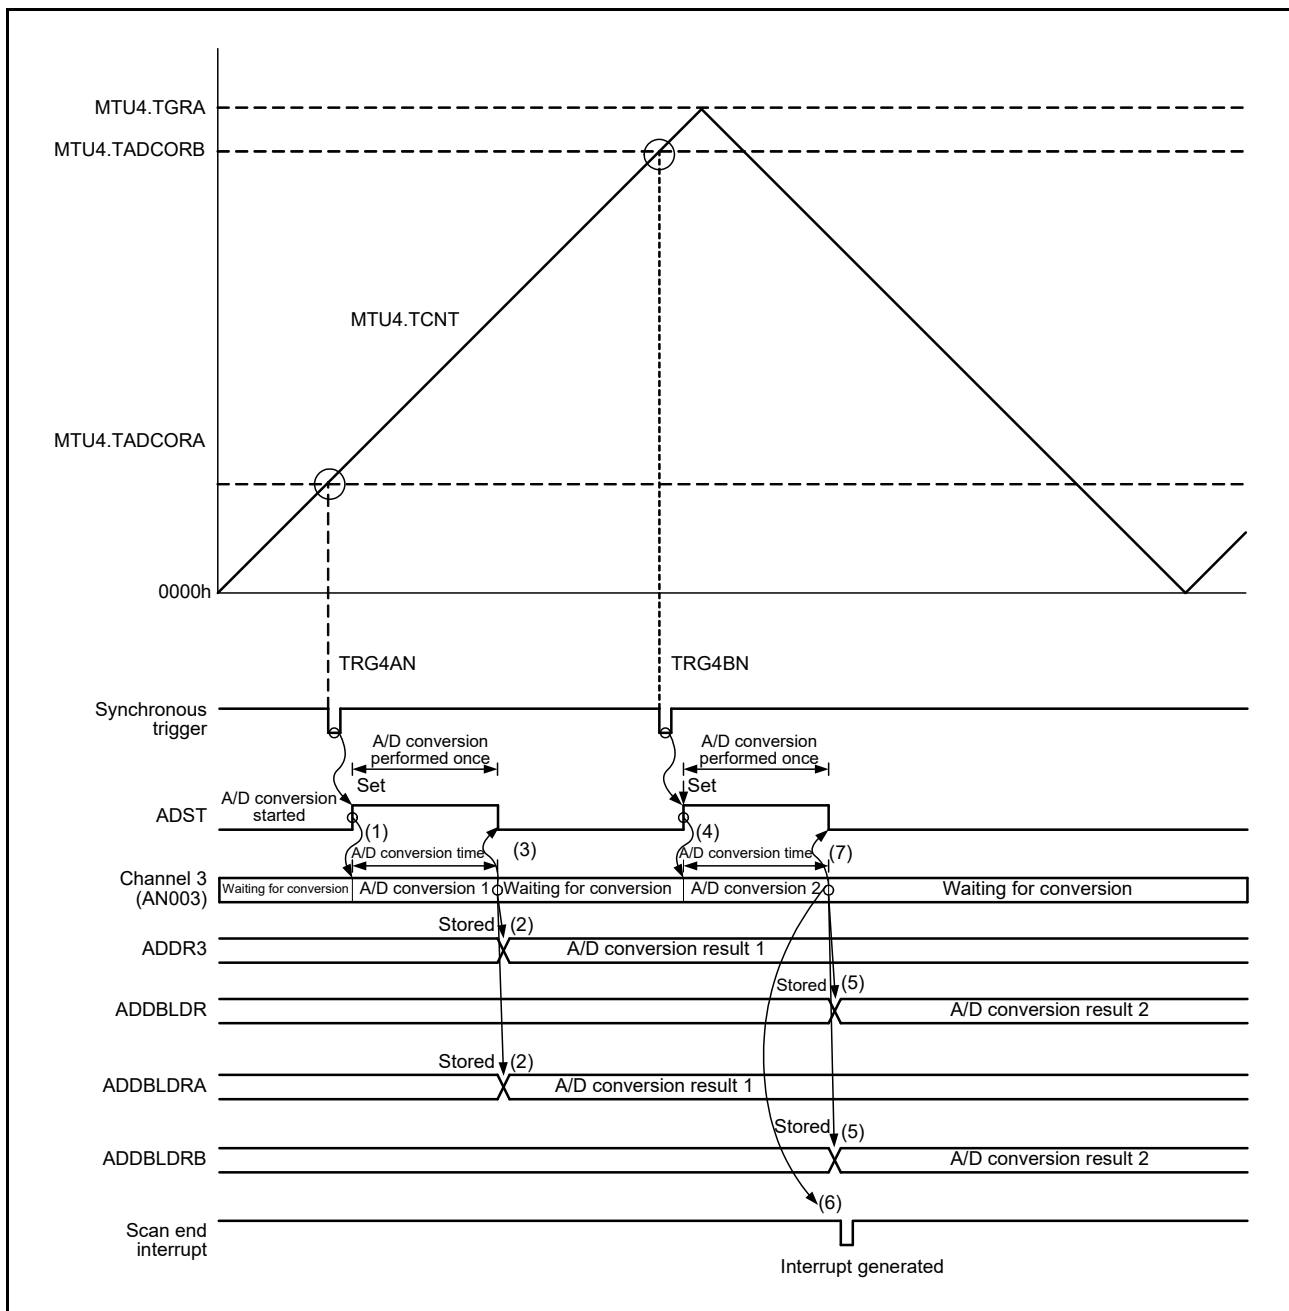 MTU4.TGRA
MTU4.TADCORB
MTU4.TCNT
MTU4.TADCORA
0000h
TRG4AN
TRG4BN
Synchronous
trigger
A/D conversion
performed once
A/D conversion
performed once
Set
Set
A/D conversion
started
ADST
(1)
(3)
(4)
(7)
A/D conversion time
A/D conversion time
Channel 3
(AN003)
Waiting for conversion
A/D conversion 1
Waiting for conversion
A/D conversion 2
Waiting for conversion
Stored
(2)
ADDR3
A/D conversion result 1
Stored
(5)
ADDBLDR
A/D conversion result 2
Stored
(2)
ADDBLDRA
A/D conversion result 1
Stored
(5)
ADDBLDRB
A/D conversion result 2
(6)
Scan end
interrupt
Interrupt generated